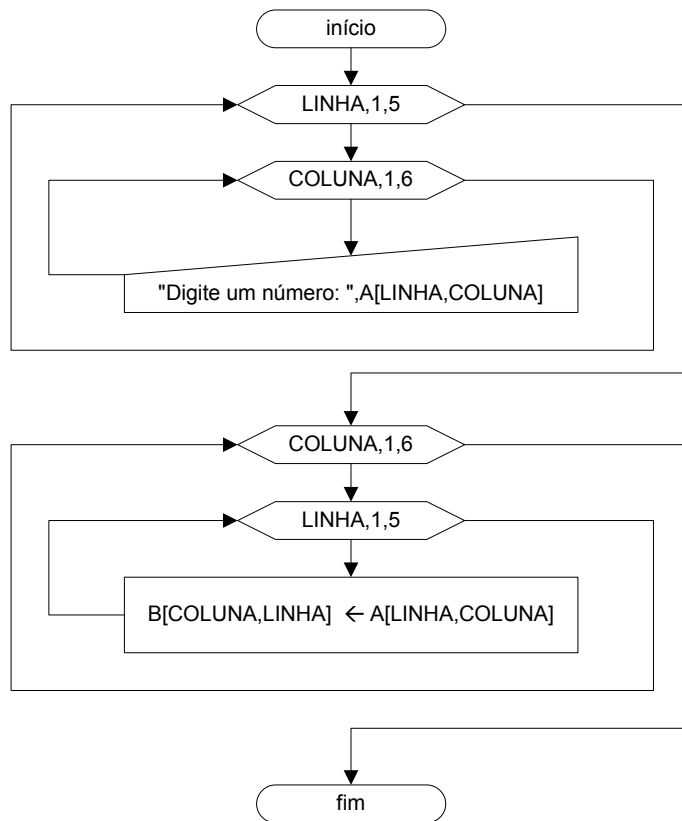 início
LINHA,1,5
COLUNA,1,6
"Digite um número: ",A[LINHA,COLUNA]
COLUNA,1,6
LINHA,1,5
B[COLUNA,LINHA] ← A[LINHA,COLUNA]
fim